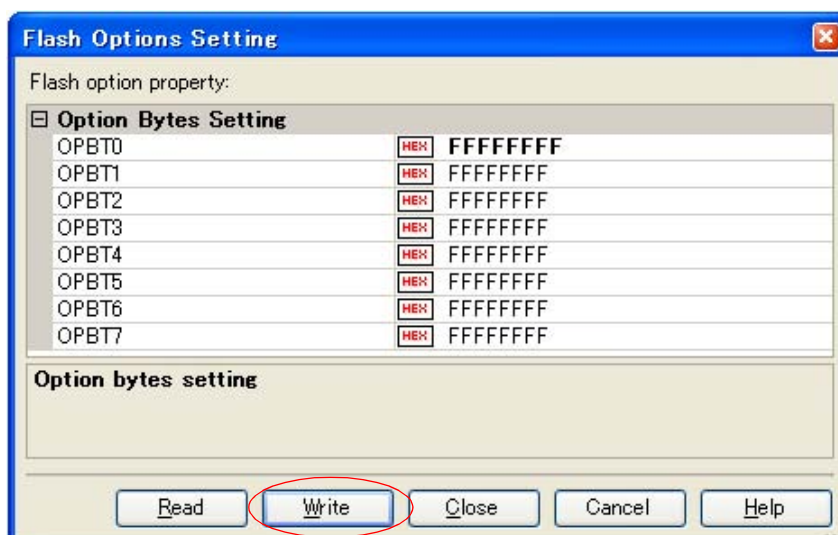 Flash Options Setting
Flash option property:
Option Bytes Setting
OPBT0 HEX FFFFFFFF
OPBT1 HEX FFFFFFFF
OPBT2 HEX FFFFFFFF
OPBT3 HEX FFFFFFFF
OPBT4 HEX FFFFFFFF
OPBT5 HEX FFFFFFFF
OPBT6 HEX FFFFFFFF
OPBT7 HEX FFFFFFFF
Option bytes setting
Read Write Close Cancel Help